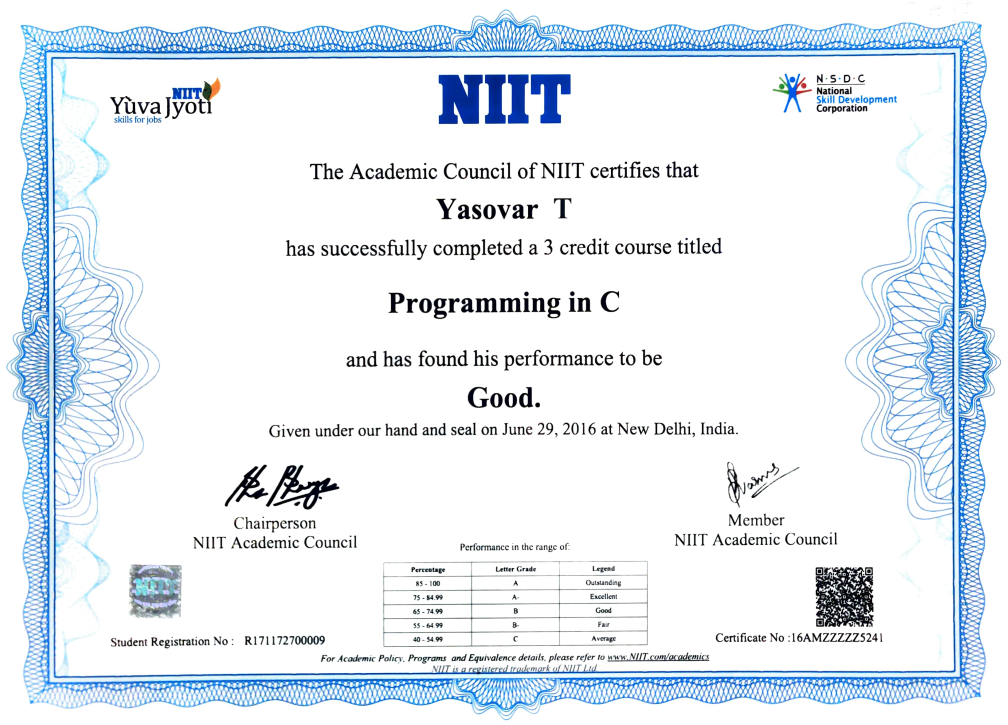 NIIT
Yuva Jyoti
skills for jobs
NIIT
N·S·D·C
National
Skill Development
Corporation
The Academic Council of NIIT certifies that
Yasovar T
has successfully completed a 3 credit course titled
Programming in C
and has found his performance to be
Good.
Given under our hand and seal on June 29, 2016 at New Delhi, India.
Chairperson
NIIT Academic Council
Member
NIIT Academic Council
Performance in the range of:
Percentage Letter Grade Legend
85 - 100 A Outstanding
75 - 84.99 A- Excellent
65 - 74.99 B Good
55 - 64.99 B- Fair
40 - 54.99 C Average
NIIT
Student Registration No : R171172700009
Certificate No :16AMZZZZZ5241
For Academic Policy, Programs and Equivalence details, please refer to www.NIIT.com/academics
NIIT is a registered trademark of NIIT Ltd.